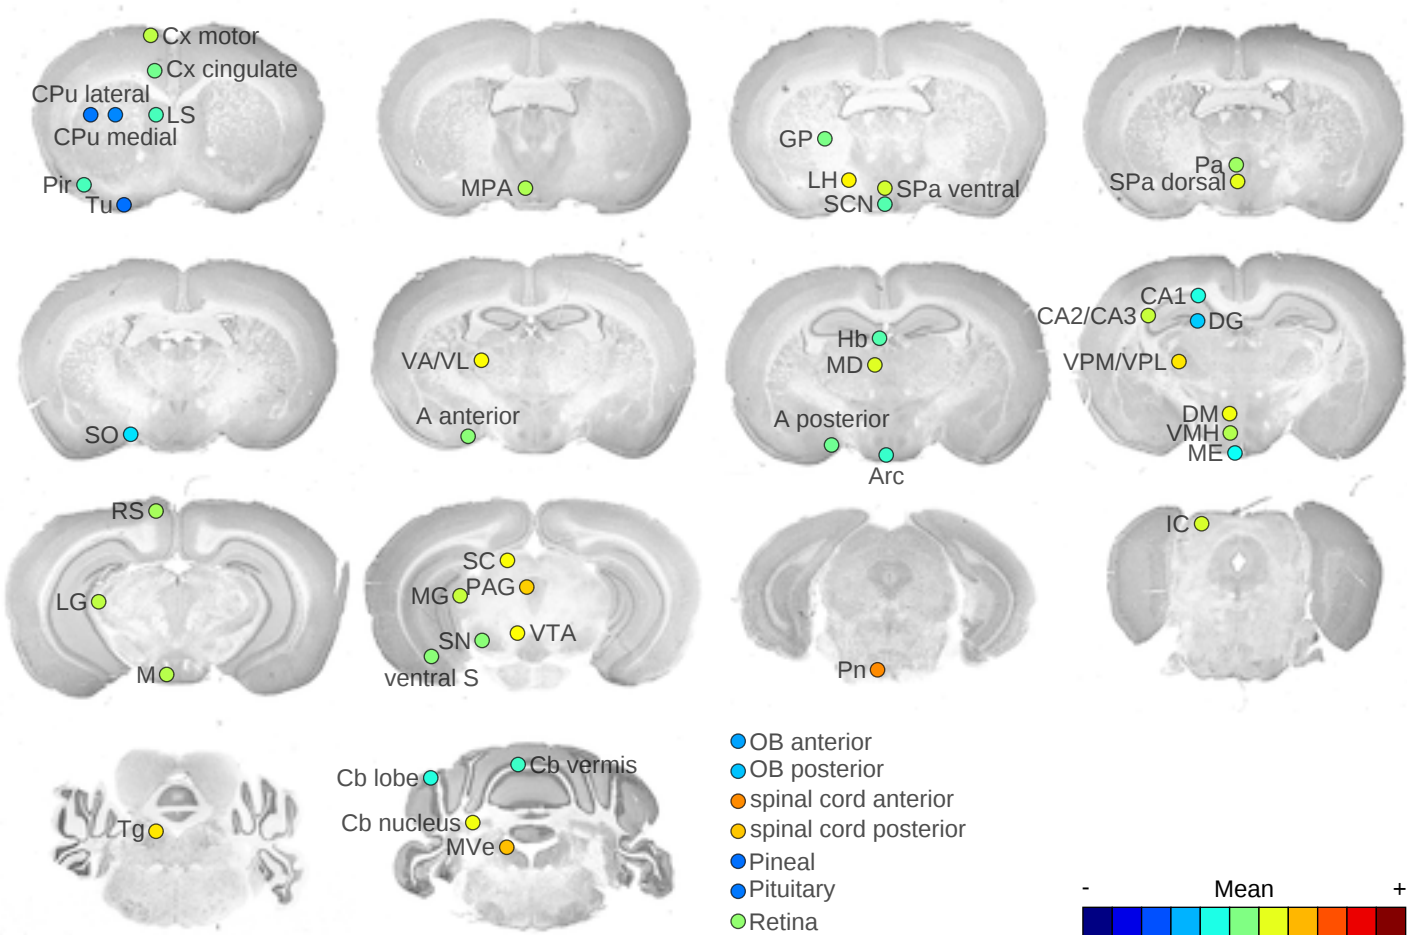 Cx motor
Cx cingulate
CPu lateral
LS
CPu medial
Pir
Tu
MPA
GP
LH
SPa ventral
SCN
Pa
SPa dorsal
SO
VA/VL
A anterior
Hb
MD
A posterior
Arc
CA1
CA2/CA3
DG
VPM/VPL
DM
VMH
ME
RS
LG
M
SC
PAG
MG
SN
VTA
ventral S
Pn
IC
Tg
Cb lobe
Cb vermis
Cb nucleus
MVe
OB anterior
OB posterior
spinal cord anterior
spinal cord posterior
Pineal
Pituitary
Retina
- Mean +